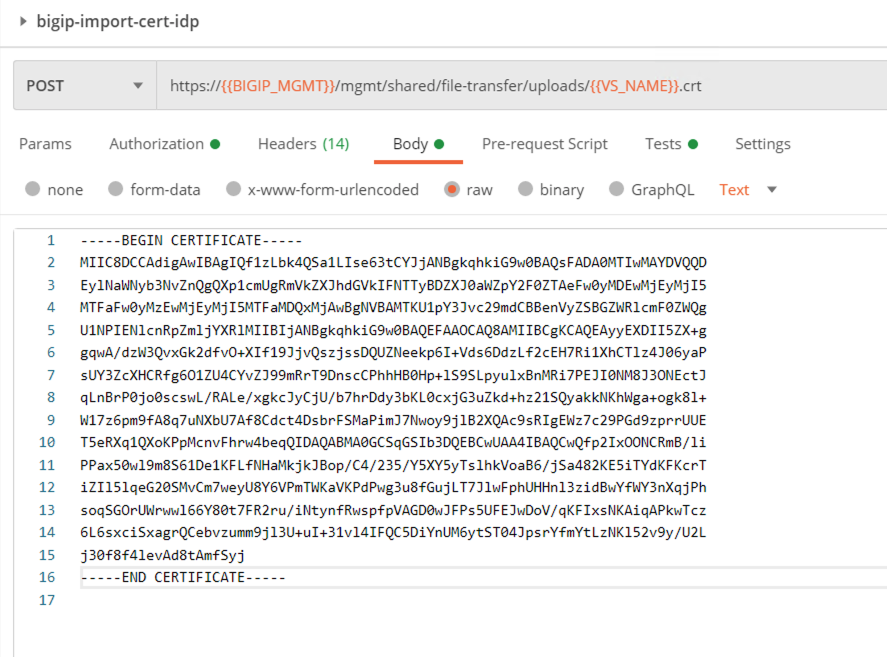 bigip-import-cert-idp
POST https://{{BIGIP_MGMT}}/mgmt/shared/file-transfer/uploads/{{VS_NAME}}.crt
Params Authorization Headers (14) Body Pre-request Script Tests Settings
none form-data x-www-form-urlencoded raw binary GraphQL Text
1 -----BEGIN CERTIFICATE-----
2 MIIC8DCCAdigAwIBAgIQf1zLbk4QSa1LIse63tCYJjANBgkqhkiG9w0BAQsFADA0MTIwMAYDVQQD
3 EylNaWNyb3NvZnQgQXp1cmUgRmVkZXJhdGVkIFNTTyBDZXJ0aWZpY2F0ZTAeFw0yMDEwMjEyMjI5
4 MTFaFw0yMzEwMjEyMjI5MTFaMDQxMjAwBgNVBAMTKU1pY3Jvc29mdCBBenVyZSBGZWRlcmF0ZWQg
5 U1NPIENlcnRpZmljYXRlMIIBIjANBgkqhkiG9w0BAQEFAAOCAQ8AMIIBCgKCAQEAyyEXDII5ZX+g
6 gqwA/dzW3QvxGk2dfvO+XIf19JjvQszjssDQUZNeekp6I+Vds6DdzLf2cEH7Ri1XhCTlz4J06yaP
7 sUY3ZcXHCRfg6O1ZU4CYvZJ99mRrT9DnscCPhhHB0Hp+lS9SLpyulxBnMRi7PEJI0NM8J3ONEctJ
8 qLnBrP0jo0scswL/RALe/xgkcJyCjU/b7hrDdy3bKL0cxjG3uZkd+hz21SQyakkNKhWga+ogk8l+
9 W17z6pm9fA8q7uNXbU7Af8Cdct4DsbrFSMaPimJ7Nwoy9jlB2XQAc9sRIgEWz7c29PGd9zprrUUE
10 T5eRXq1QXoKPpMcnvFhrw4beqQIDAQABMA0GCSqGSIb3DQEBCwUAA4IBAQCwQfp2IxOONCRmB/li
11 PPax50wl9m8S61De1KFLfNHaMkjkJBop/C4/235/Y5XY5yTslhkVoaB6/jSa482KE5iTYdKFKcrT
12 iZIl5lqeG20SMvCm7weyU8Y6VPmTWKaVKPdPwg3u8fGujLT7JlwFphUHHnl3zidBwYfWY3nXqjPh
13 soqSGOrUWrwwl66Y80t7FR2ru/iNtynfRwspfpVAGD0wJFPs5UFEJwDoV/qKFIxsNKAiqAPkwTcz
14 6L6sxciSxagrQCebvzumm9jl3U+uI+31vl4IFQC5DiYnUM6ytST04JpsrYfmYtLzNKl52v9y/U2L
15 j30f8f4levAd8tAmfSyj
16 -----END CERTIFICATE-----
17